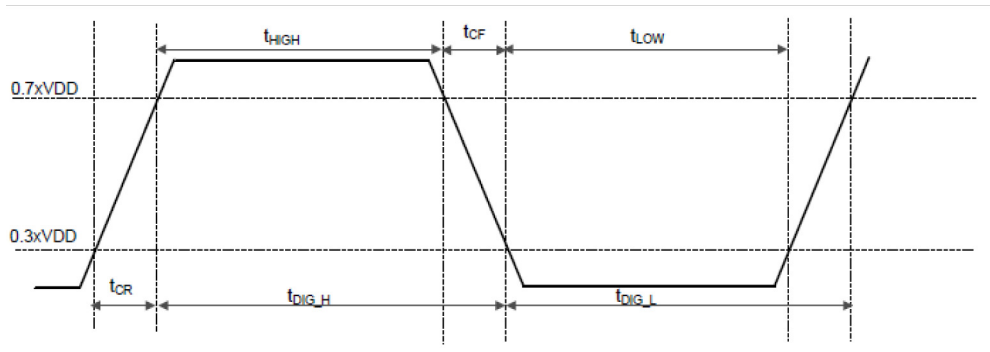 tHIGH
tCF
tLOW
0.7xVDD
0.3xVDD
tCR
tDIG_H
tDIG_L